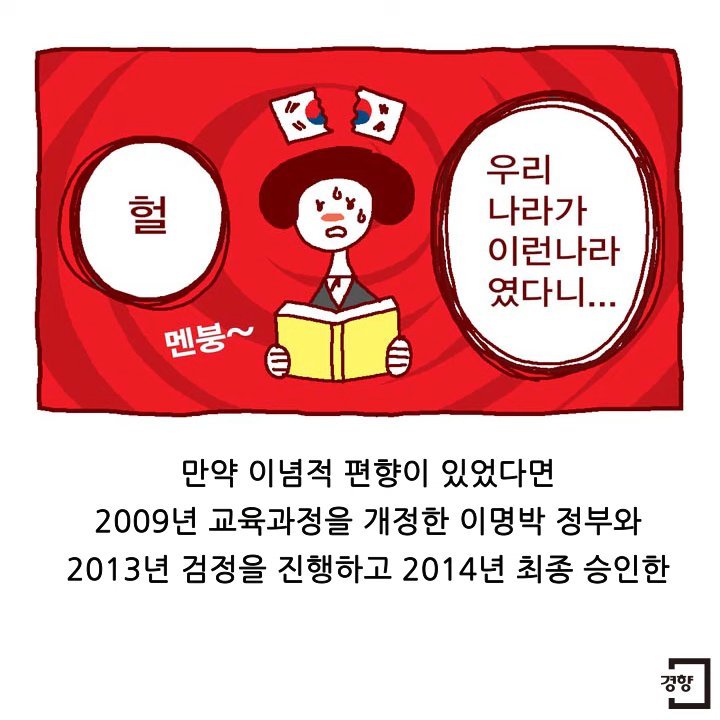 헐
우리
나라가
이런나라
였다니...
멘붕~
만약 이념적 편향이 있었다면
2009년 교육과정을 개정한 이명박 정부와
2013년 검정을 진행하고 2014년 최종 승인한
경향